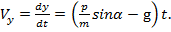 V_y = dy/dt = (p/m sinα − g) t.